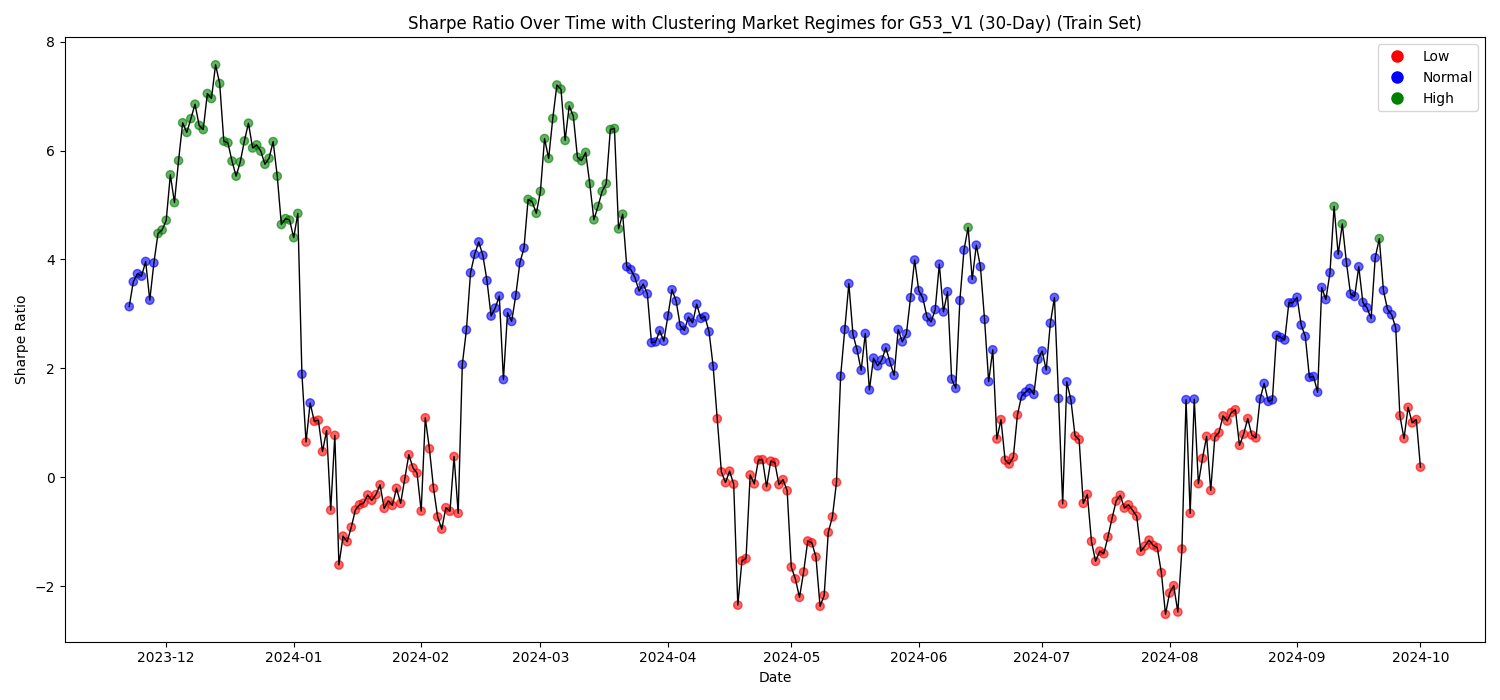 Sharpe Ratio Over Time with Clustering Market Regimes for G53_V1 (30-Day) (Train Set)
Low
Normal
High
8
6
4
2
0
−2
Sharpe Ratio
2023-12
2024-01
2024-02
2024-03
2024-04
2024-05
2024-06
2024-07
2024-08
2024-09
2024-10
Date